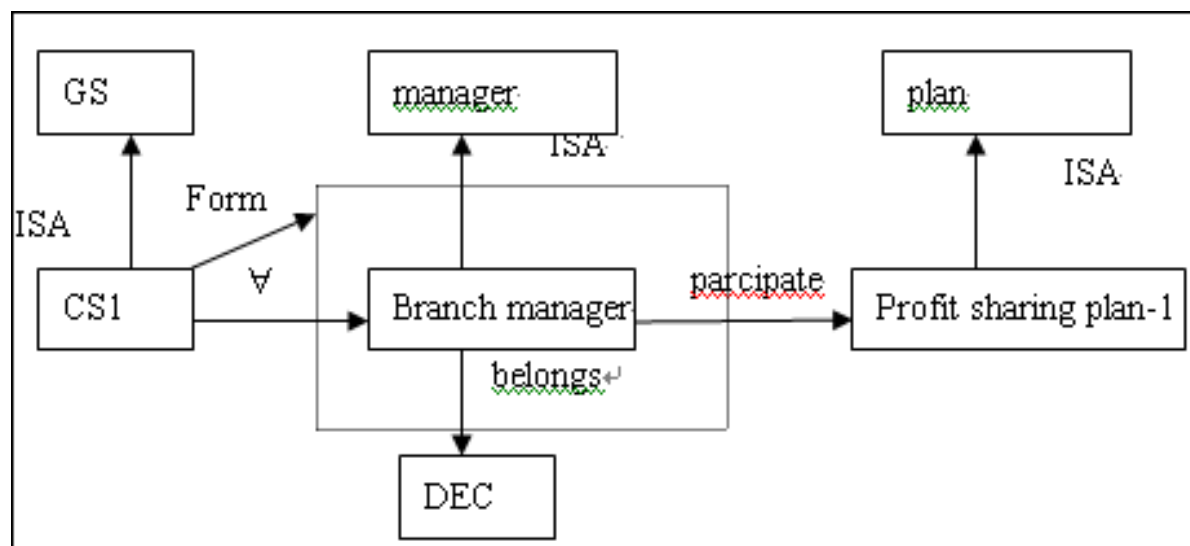 GS
manager
plan
ISA
ISA
Form
ISA
∀
CS1
Branch manager
parcipate
Profit sharing plan-1
belongs
DEC